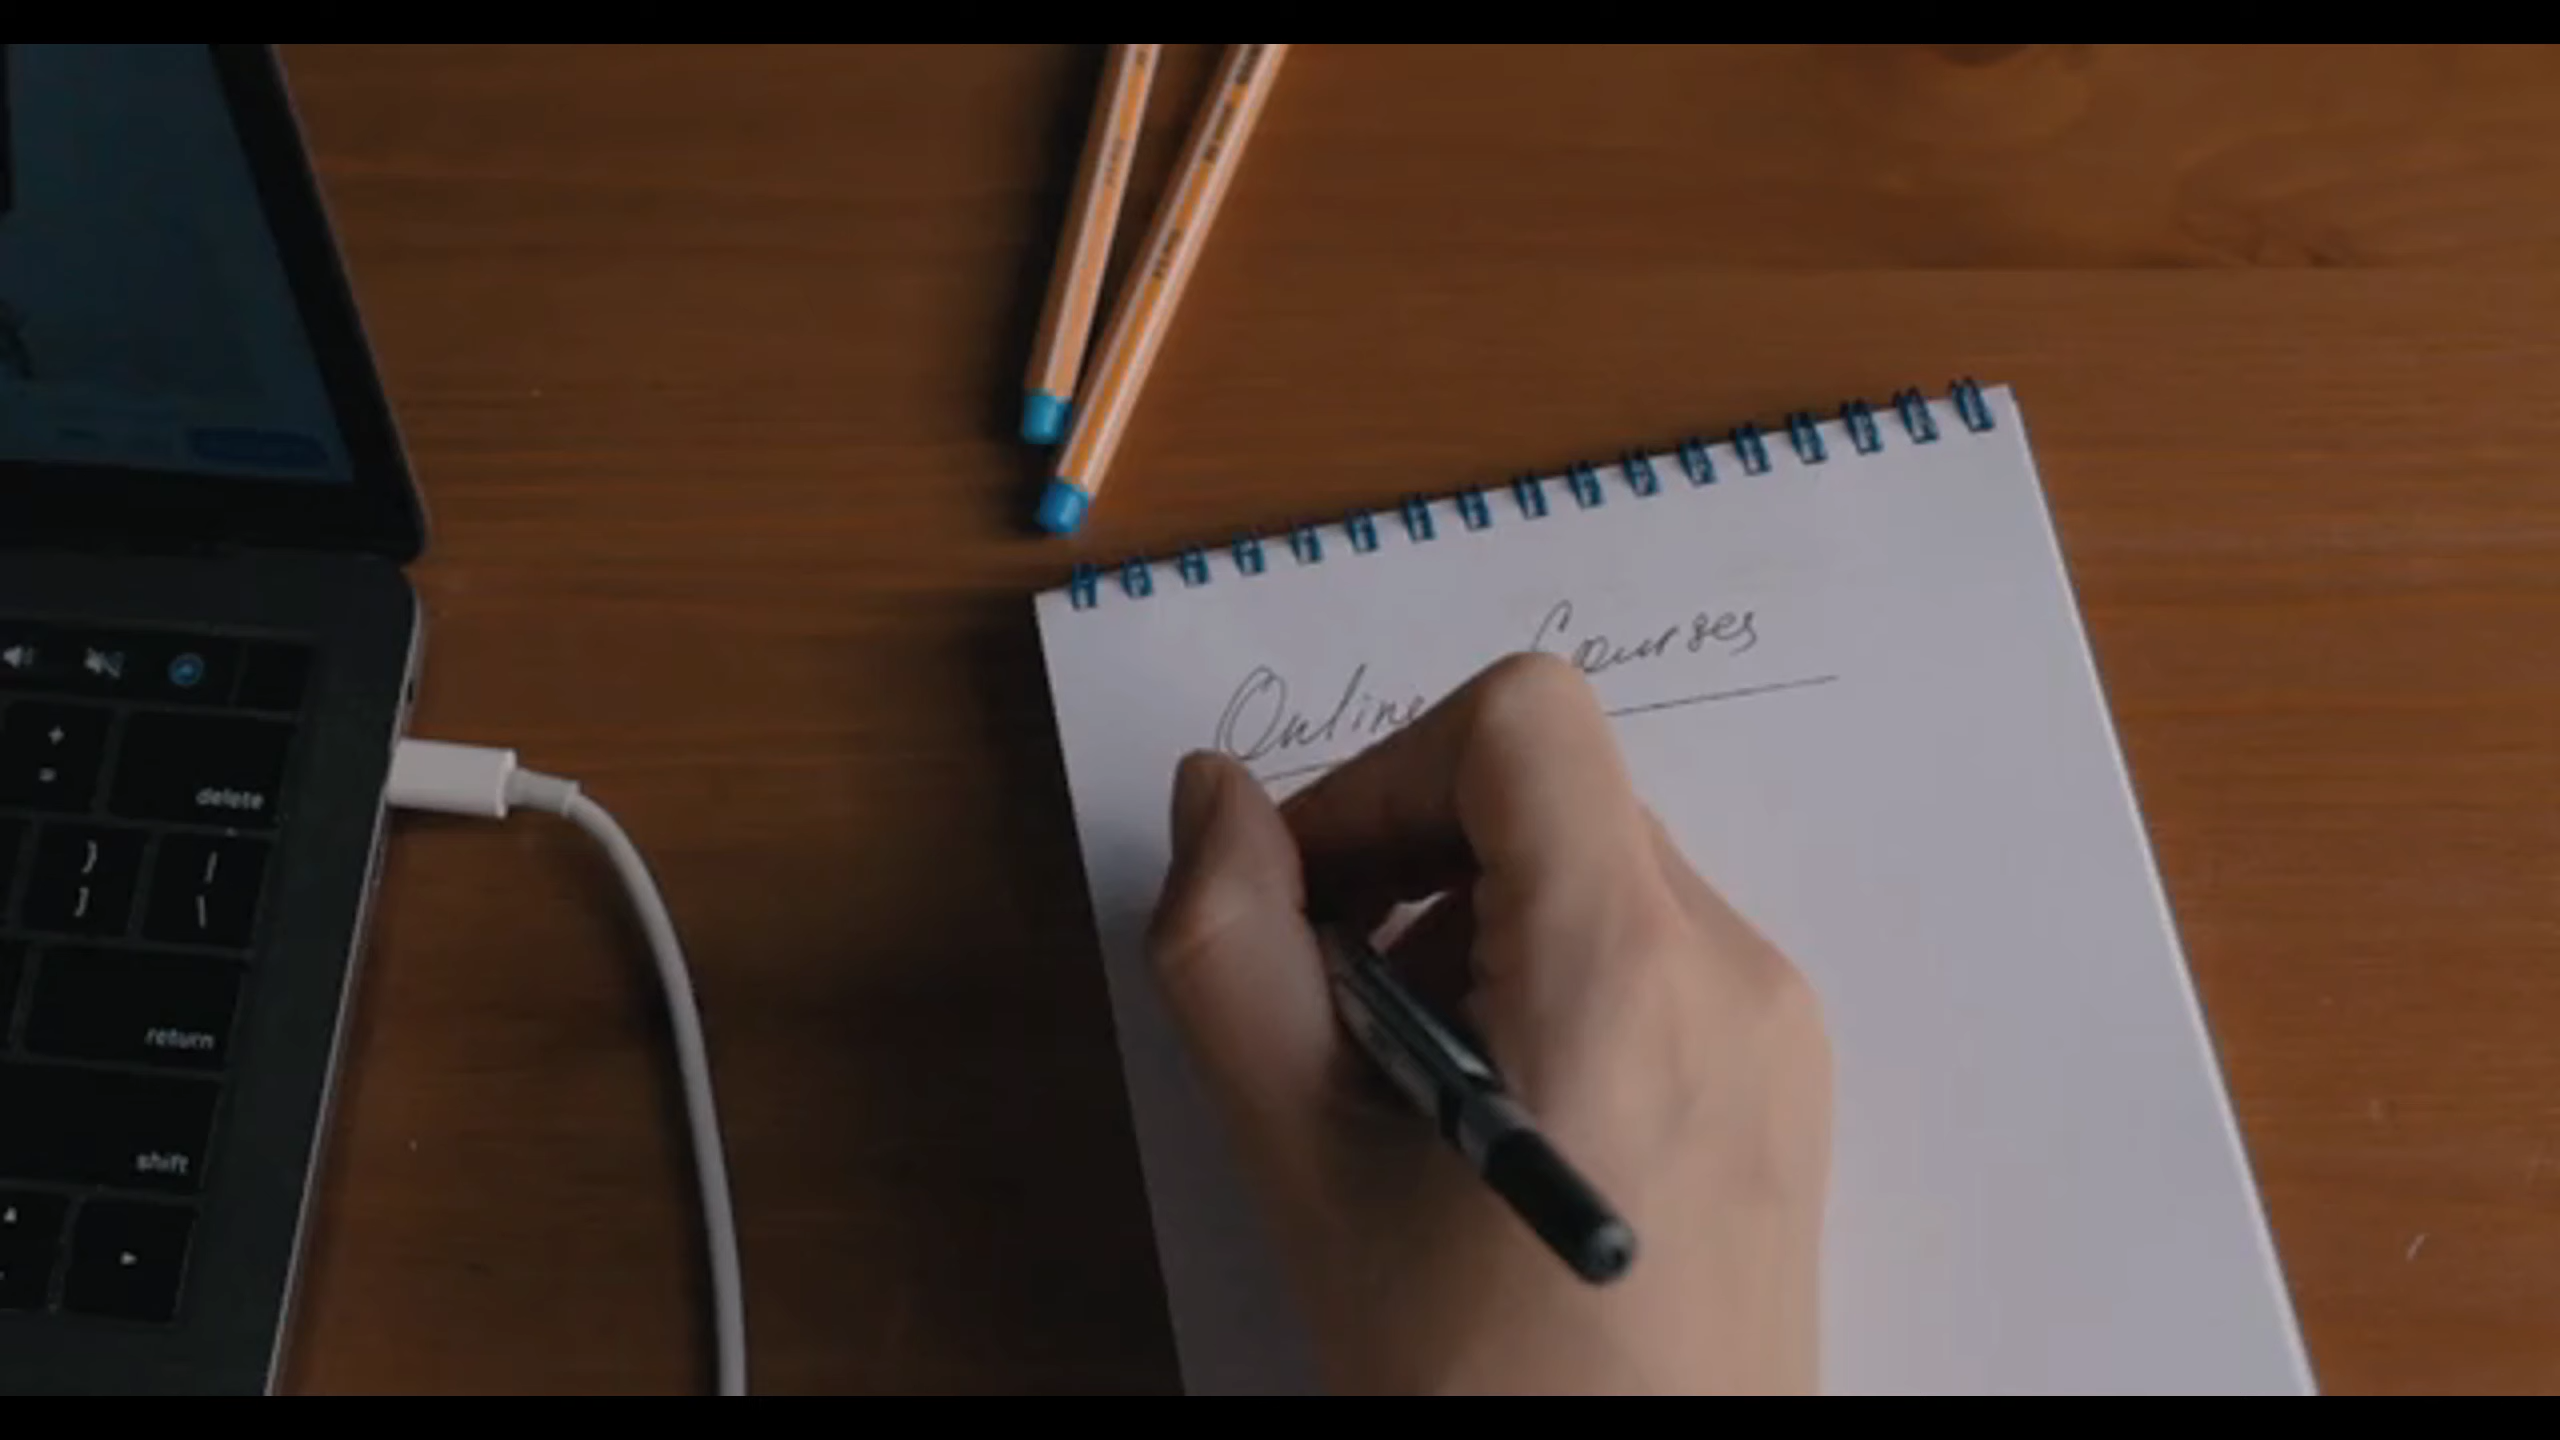 Online Courses
+
=
delete
}
]
|
\
return
shift